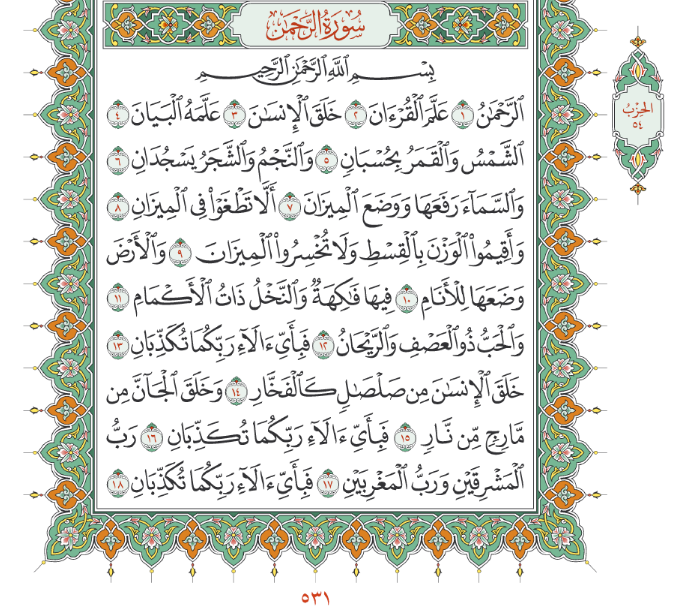 سُورَةُ الرَّحۡمَٰن
بِسۡمِ ٱللَّهِ ٱلرَّحۡمَٰنِ ٱلرَّحِيمِ
ٱلرَّحۡمَٰنُ ١ عَلَّمَ ٱلۡقُرۡءَانَ ٢ خَلَقَ ٱلۡإِنسَٰنَ ٣ عَلَّمَهُ ٱلۡبَيَانَ ٤
ٱلشَّمۡسُ وَٱلۡقَمَرُ بِحُسۡبَانٖ ٥ وَٱلنَّجۡمُ وَٱلشَّجَرُ يَسۡجُدَانِ ٦
وَٱلسَّمَآءَ رَفَعَهَا وَوَضَعَ ٱلۡمِيزَانَ ٧ أَلَّا تَطۡغَوۡاْ فِي ٱلۡمِيزَانِ ٨
وَأَقِيمُواْ ٱلۡوَزۡنَ بِٱلۡقِسۡطِ وَلَا تُخۡسِرُواْ ٱلۡمِيزَانَ ٩ وَٱلۡأَرۡضَ
وَضَعَهَا لِلۡأَنَامِ ١٠ فِيهَا فَٰكِهَةٞ وَٱلنَّخۡلُ ذَاتُ ٱلۡأَكۡمَامِ ١١
وَٱلۡحَبُّ ذُو ٱلۡعَصۡفِ وَٱلرَّيۡحَانُ ١٢ فَبِأَيِّ ءَالَآءِ رَبِّكُمَا تُكَذِّبَانِ ١٣
خَلَقَ ٱلۡإِنسَٰنَ مِن صَلۡصَٰلٖ كَٱلۡفَخَّارِ ١٤ وَخَلَقَ ٱلۡجَآنَّ مِن
مَّارِجٖ مِّن نَّارٖ ١٥ فَبِأَيِّ ءَالَآءِ رَبِّكُمَا تُكَذِّبَانِ ١٦ رَبُّ
ٱلۡمَشۡرِقَيۡنِ وَرَبُّ ٱلۡمَغۡرِبَيۡنِ ١٧ فَبِأَيِّ ءَالَآءِ رَبِّكُمَا تُكَذِّبَانِ ١٨
الحِزْبُ
٥٤
٥٣١